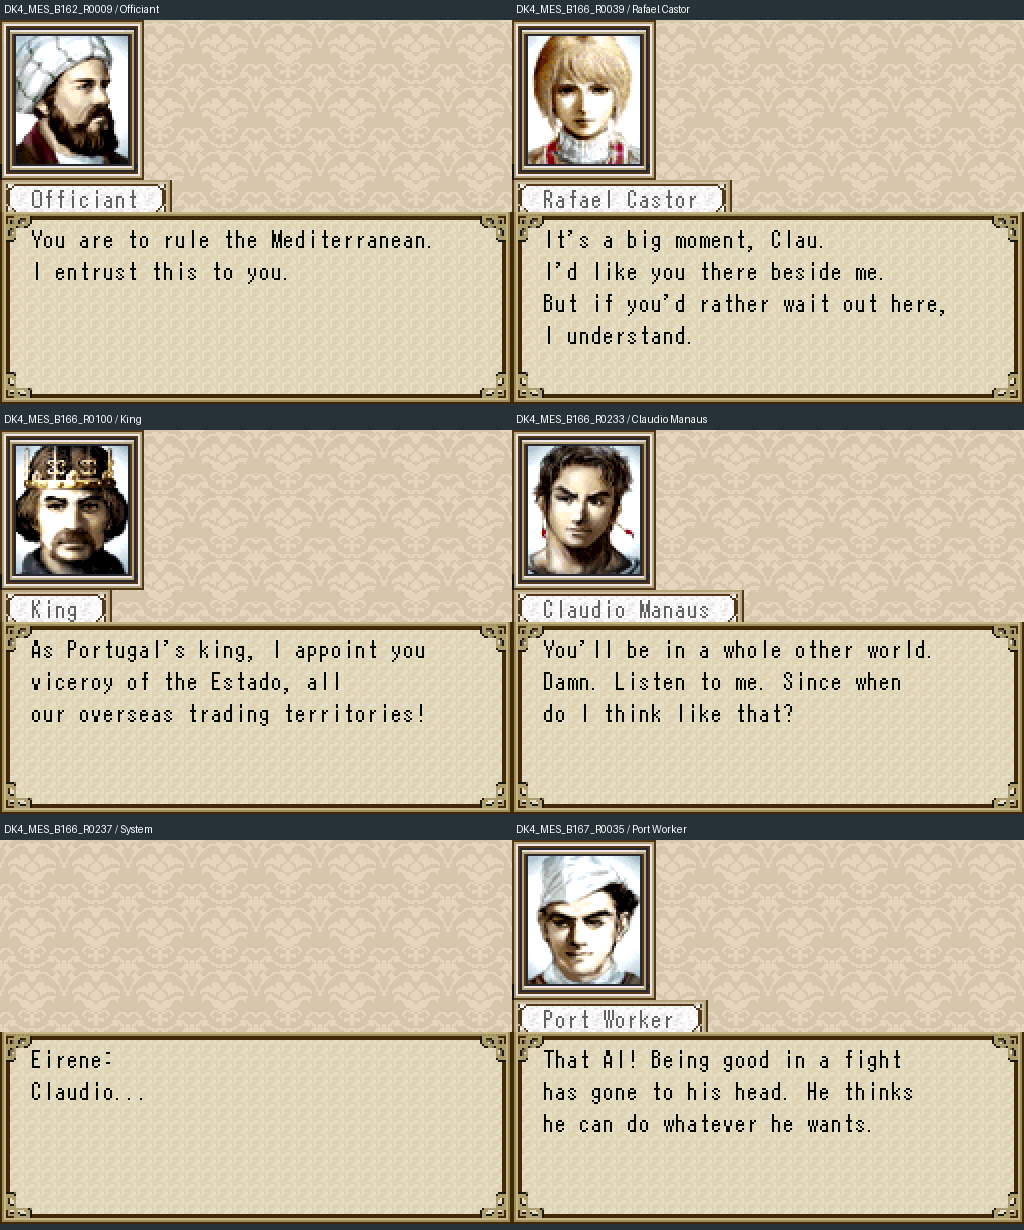 DK4_MES_B162_R0009 / Officiant
Officiant
You are to rule the Mediterranean.
I entrust this to you.
DK4_MES_B166_R0039 / Rafael Castor
Rafael Castor
It's a big moment, Clau.
I'd like you there beside me.
But if you'd rather wait out here,
I understand.
DK4_MES_B166_R0100 / King
King
As Portugal's king, I appoint you
viceroy of the Estado, all
our overseas trading territories!
DK4_MES_B166_R0233 / Claudio Manaus
Claudio Manaus
You'll be in a whole other world.
Damn. Listen to me. Since when
do I think like that?
DK4_MES_B166_R0237 / System
Eirene:
Claudio...
DK4_MES_B167_R0035 / Port Worker
Port Worker
That Al! Being good in a fight
has gone to his head. He thinks
he can do whatever he wants.